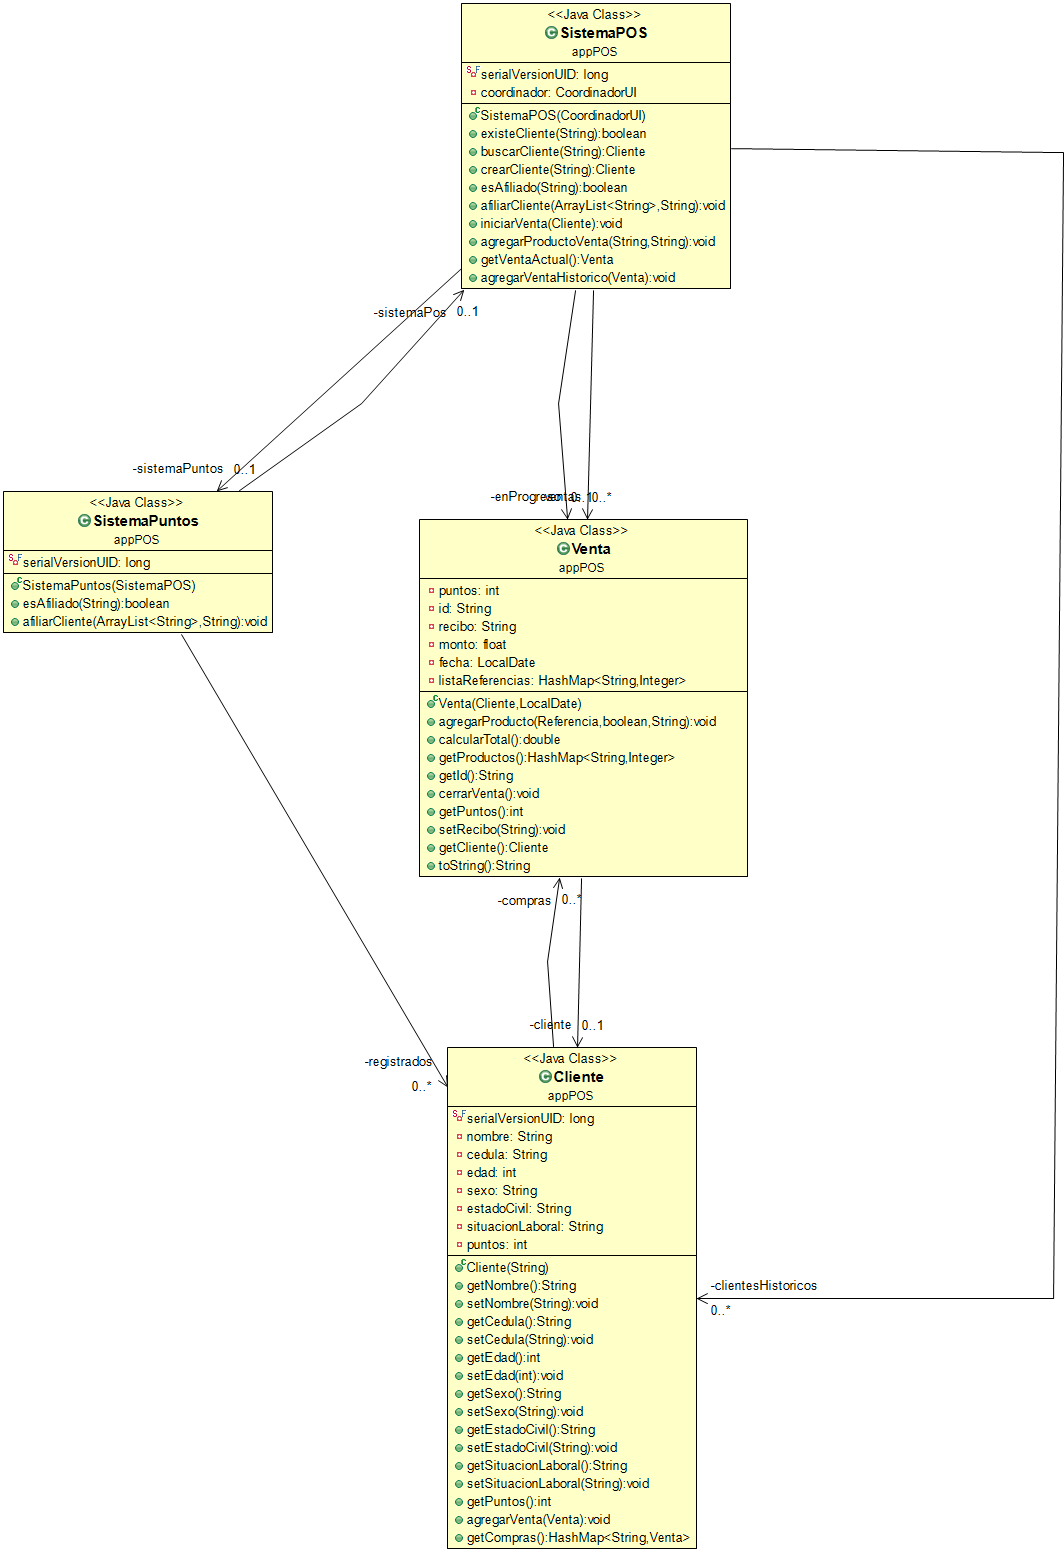 <<Java Class>>
SistemaPOS
appPOS
serialVersionUID: long
coordinador: CoordinadorUI
SistemaPOS(CoordinadorUI)
existeCliente(String):boolean
buscarCliente(String):Cliente
crearCliente(String):Cliente
esAfiliado(String):boolean
afiliarCliente(ArrayList<String>,String):void
iniciarVenta(Cliente):void
agregarProductoVenta(String,String):void
getVentaActual():Venta
agregarVentaHistorico(Venta):void
-sistemaPos 0..1
-sistemaPuntos 0..1
<<Java Class>>
SistemaPuntos
appPOS
serialVersionUID: long
SistemaPuntos(SistemaPOS)
esAfiliado(String):boolean
afiliarCliente(ArrayList<String>,String):void
-enProgreso 0..1
-ventas 0..*
<<Java Class>>
Venta
appPOS
puntos: int
id: String
recibo: String
monto: float
fecha: LocalDate
listaReferencias: HashMap<String,Integer>
Venta(Cliente,LocalDate)
agregarProducto(Referencia,boolean,String):void
calcularTotal():double
getProductos():HashMap<String,Integer>
getId():String
cerrarVenta():void
getPuntos():int
setRecibo(String):void
getCliente():Cliente
toString():String
-compras 0..*
-cliente 0..1
-registrados
0..*
<<Java Class>>
Cliente
appPOS
serialVersionUID: long
nombre: String
cedula: String
edad: int
sexo: String
estadoCivil: String
situacionLaboral: String
puntos: int
Cliente(String)
getNombre():String
setNombre(String):void
getCedula():String
setCedula(String):void
getEdad():int
setEdad(int):void
getSexo():String
setSexo(String):void
getEstadoCivil():String
setEstadoCivil(String):void
getSituacionLaboral():String
setSituacionLaboral(String):void
getPuntos():int
agregarVenta(Venta):void
getCompras():HashMap<String,Venta>
-clientesHistoricos
0..*